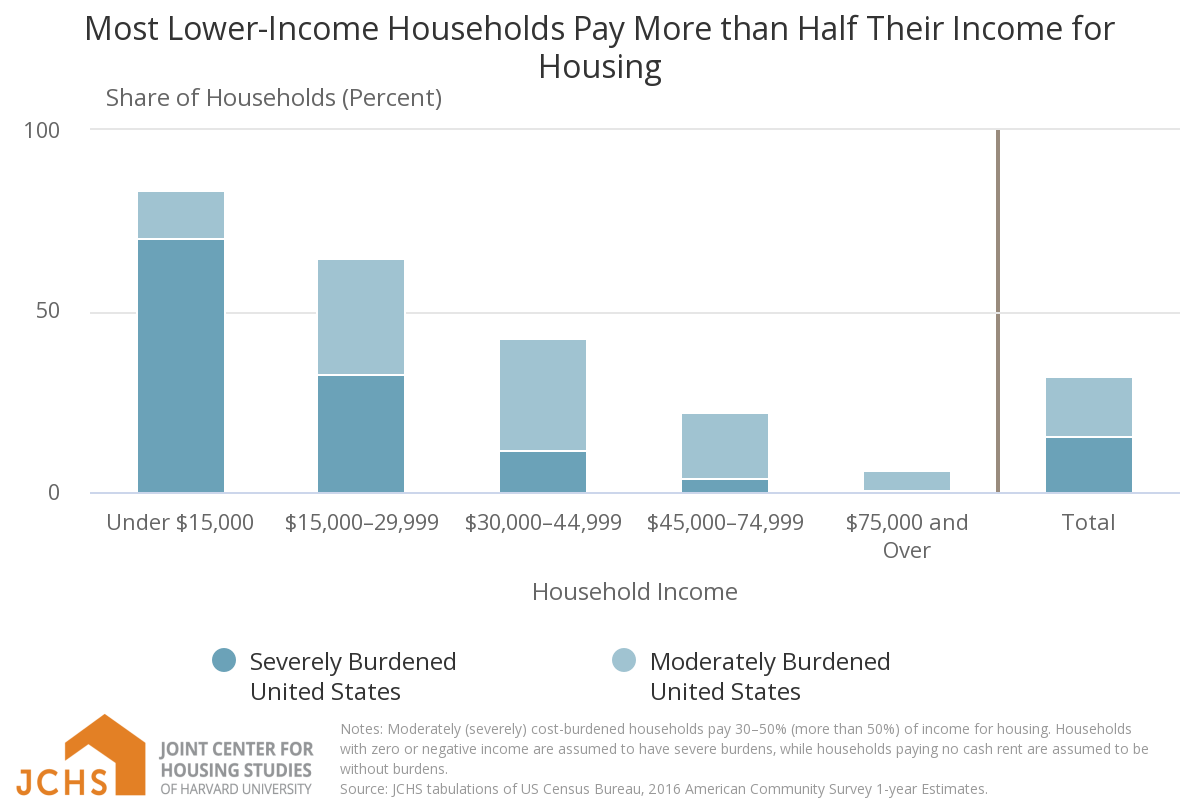 Most Lower-Income Households Pay More than Half Their Income for
Housing
Share of Households (Percent)
100
50
0
Under $15,000
$15,000–29,999
$30,000–44,999
$45,000–74,999
$75,000 and
Over
Total
Household Income
Severely Burdened
United States
Moderately Burdened
United States
JCHS
JOINT CENTER FOR
HOUSING STUDIES
OF HARVARD UNIVERSITY
Notes: Moderately (severely) cost-burdened households pay 30–50% (more than 50%) of income for housing. Households
with zero or negative income are assumed to have severe burdens, while households paying no cash rent are assumed to be
without burdens.
Source: JCHS tabulations of US Census Bureau, 2016 American Community Survey 1-year Estimates.